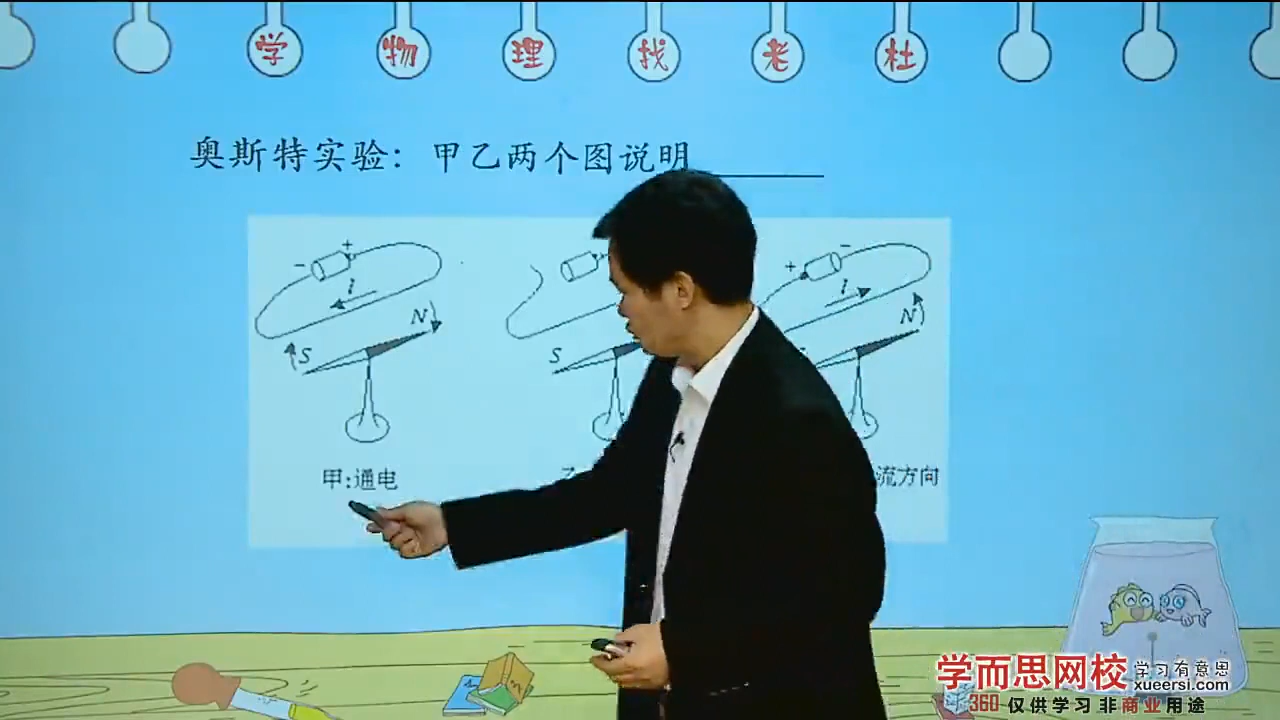 学物理找老杜
奥斯特实验：甲乙两个图说明
+ - +
- +
I I
N N
S S
甲:通电 流方向
学而思网校 学习有意思
xueersi.com
360 仅供学习 非商业用途